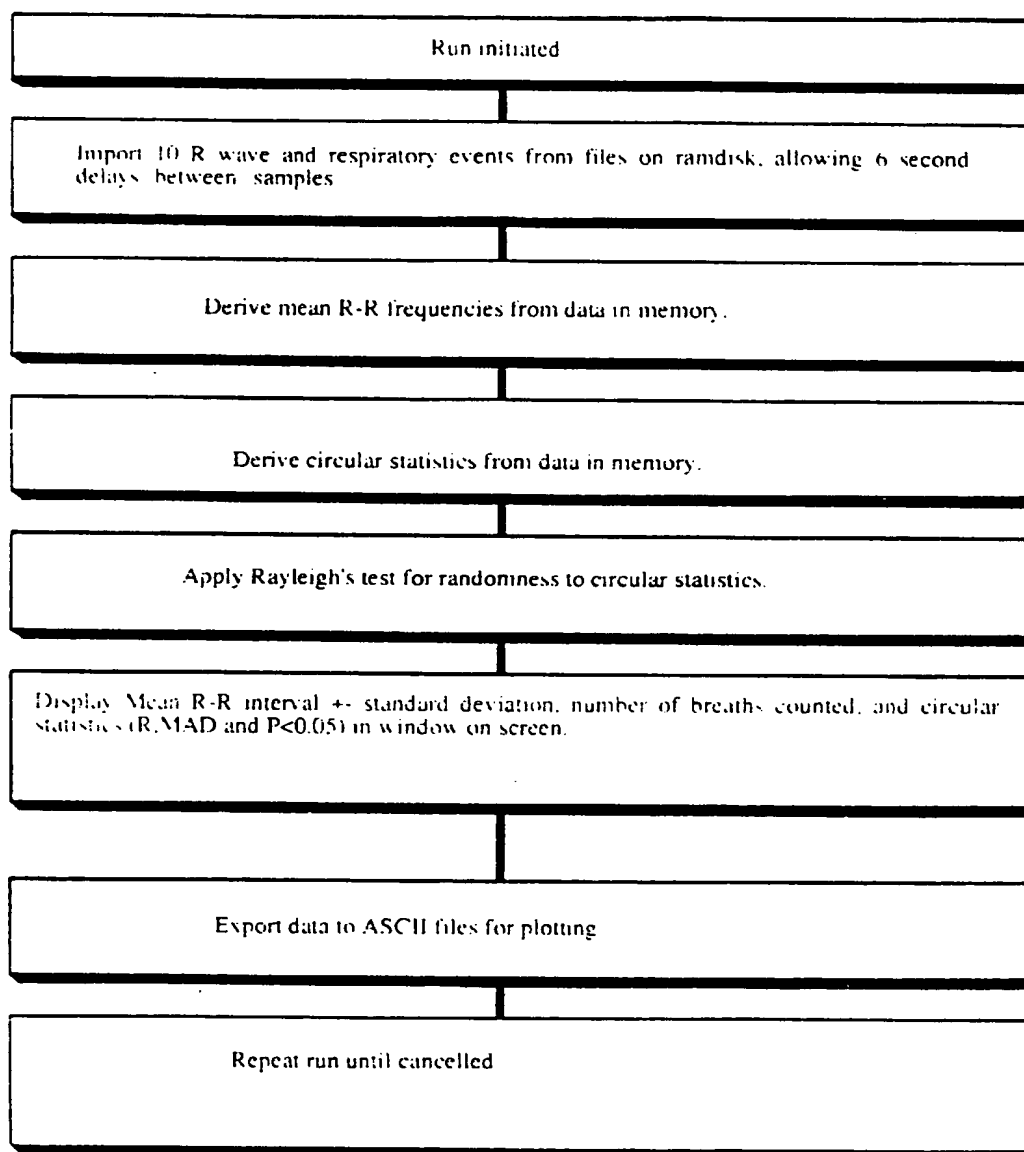 Run initiated
Import 10 R wave and respiratory events from files on ramdisk, allowing 6 second
delays between samples
Derive mean R-R frequencies from data in memory.
Derive circular statistics from data in memory.
Apply Rayleigh's test for randomness to circular statistics.
Display Mean R-R interval +- standard deviation, number of breaths counted, and circular
statistics (R,MAD and P<0.05) in window on screen.
Export data to ASCII files for plotting
Repeat run until cancelled